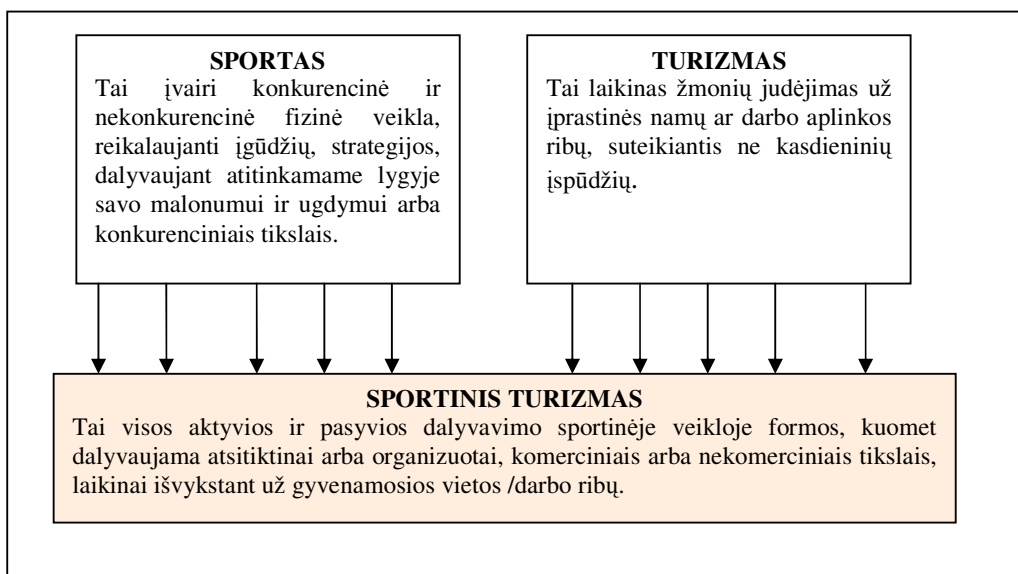 SPORTAS
Tai įvairi konkurencinė ir
nekonkurencinė fizinė veikla,
reikalaujanti įgūdžių, strategijos,
dalyvaujant atitinkamame lygyje
savo malonumui ir ugdymui arba
konkurenciniais tikslais.
TURIZMAS
Tai laikinas žmonių judėjimas už
įprastinės namų ar darbo aplinkos
ribų, suteikiantis ne kasdieninių
įspūdžių.
SPORTINIS TURIZMAS
Tai visos aktyvios ir pasyvios dalyvavimo sportinėje veikloje formos, kuomet
dalyvaujama atsitiktinai arba organizuotai, komerciniais arba nekomerciniais tikslais,
laikinai išvykstant už gyvenamosios vietos /darbo ribų.